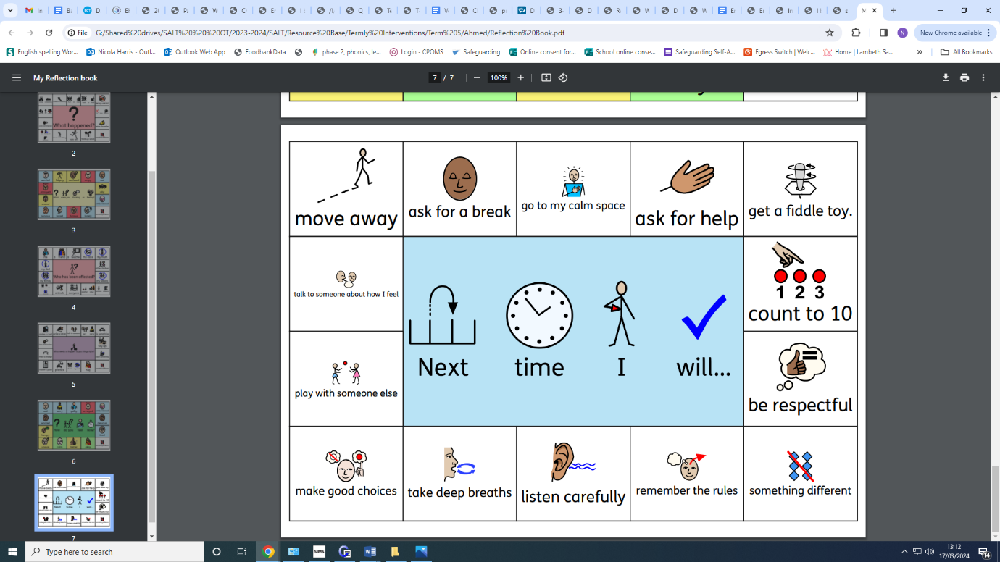 In
Ba
D
Et
20
Pa
W
C
Er
I I
/,
Q
Te
T-
Ve
C
p
D
3-
D
Re
W
D
W
Ec
Er
In
I I
s
M
File
G:/Shared%20drives/SALT%20%20%20OT/2023-2024/SALT/Resource%20Base/Termly%20Interventions/Term%205/Ahmed/Reflection%20Book.pdf
N
New Chrome available
English spelling Wor...
Nicola Harris - Outl...
Outlook Web App
FoodbankData
phase 2, phonics, le...
Login - CPOMS
Safeguarding
Online consent for...
School online conse...
Safeguarding Self-A...
Egress Switch | Welc...
Home | Lambeth Sa...
»
All Bookmarks
My Reflection book
7 / 7
100%
What happened?
2
3
Who has been affected?
4
5
6
7
move away
ask for a break
go to my calm space
ask for help
get a fiddle toy.
talk to someone about how I feel
1 2 3
count to 10
Next time I will...
play with someone else
be respectful
make good choices
take deep breaths
listen carefully
remember the rules
something different
Type here to search
SIMS
13:12
17/03/2024
14